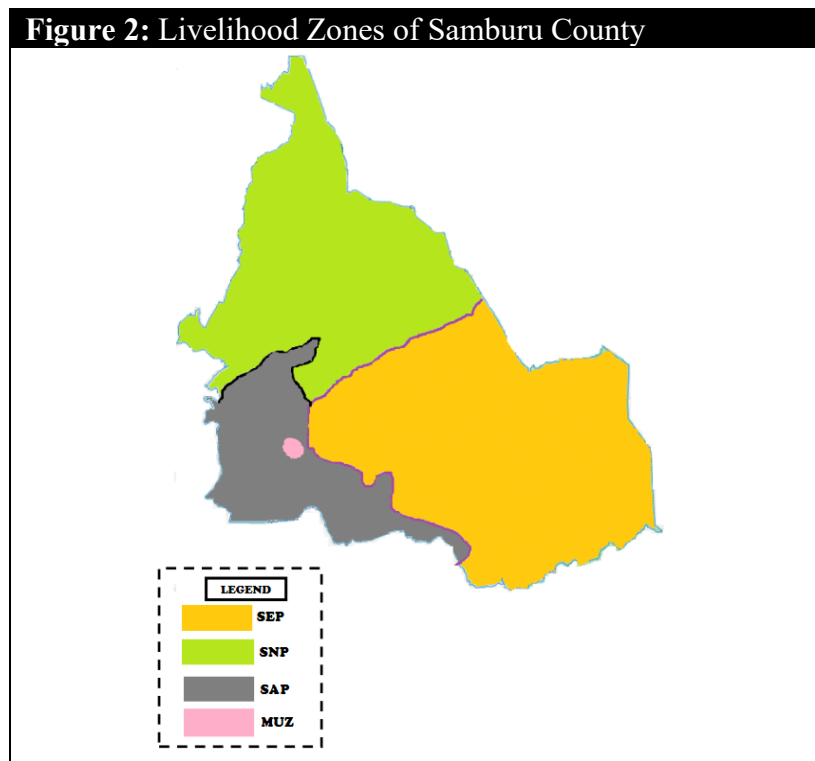 Figure 2: Livelihood Zones of Samburu County
LEGEND
SEP
SNP
SAP
MUZ